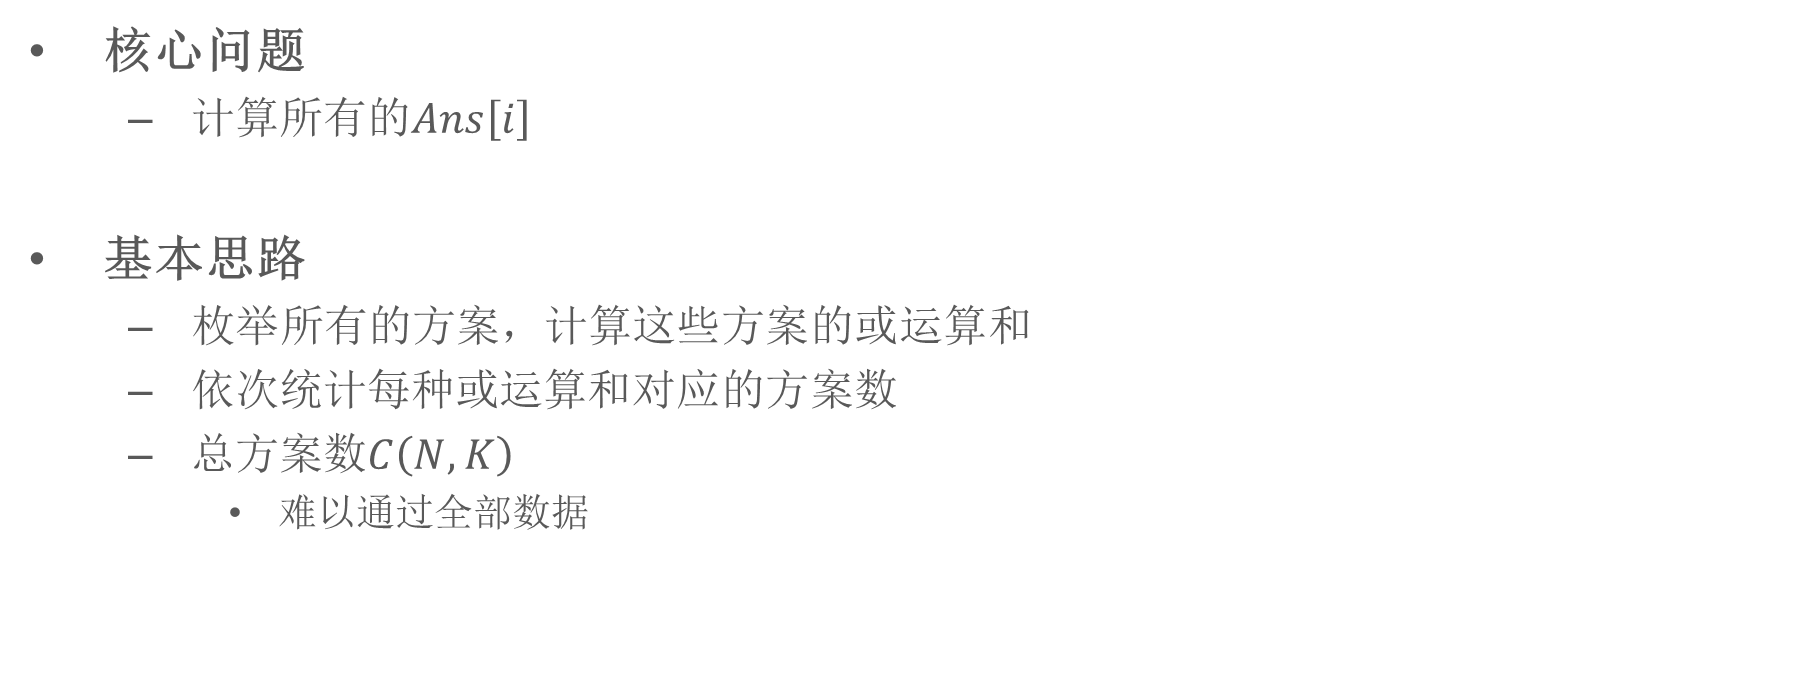 • 核心问题
– 计算所有的Ans[i]
• 基本思路
– 枚举所有的方案，计算这些方案的或运算和
– 依次统计每种或运算和对应的方案数
– 总方案数C(N, K)
• 难以通过全部数据